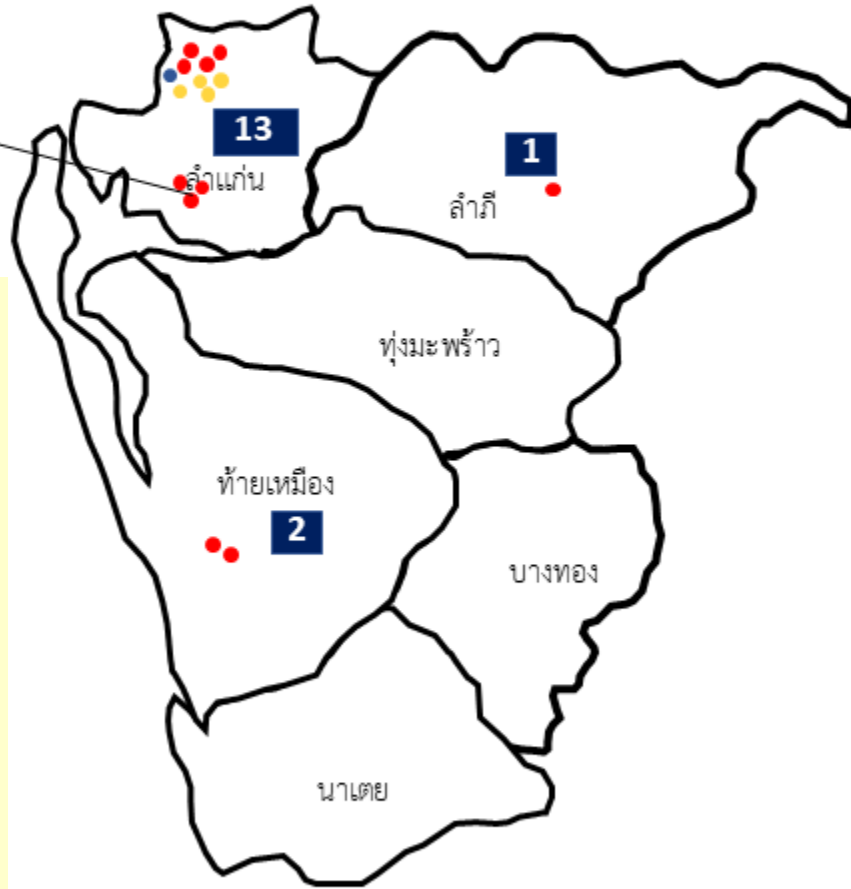 13
ลำแก่น
1
ลำภี
ทุ่งมะพร้าว
ท้ายเหมือง
2
บางทอง
นาเตย